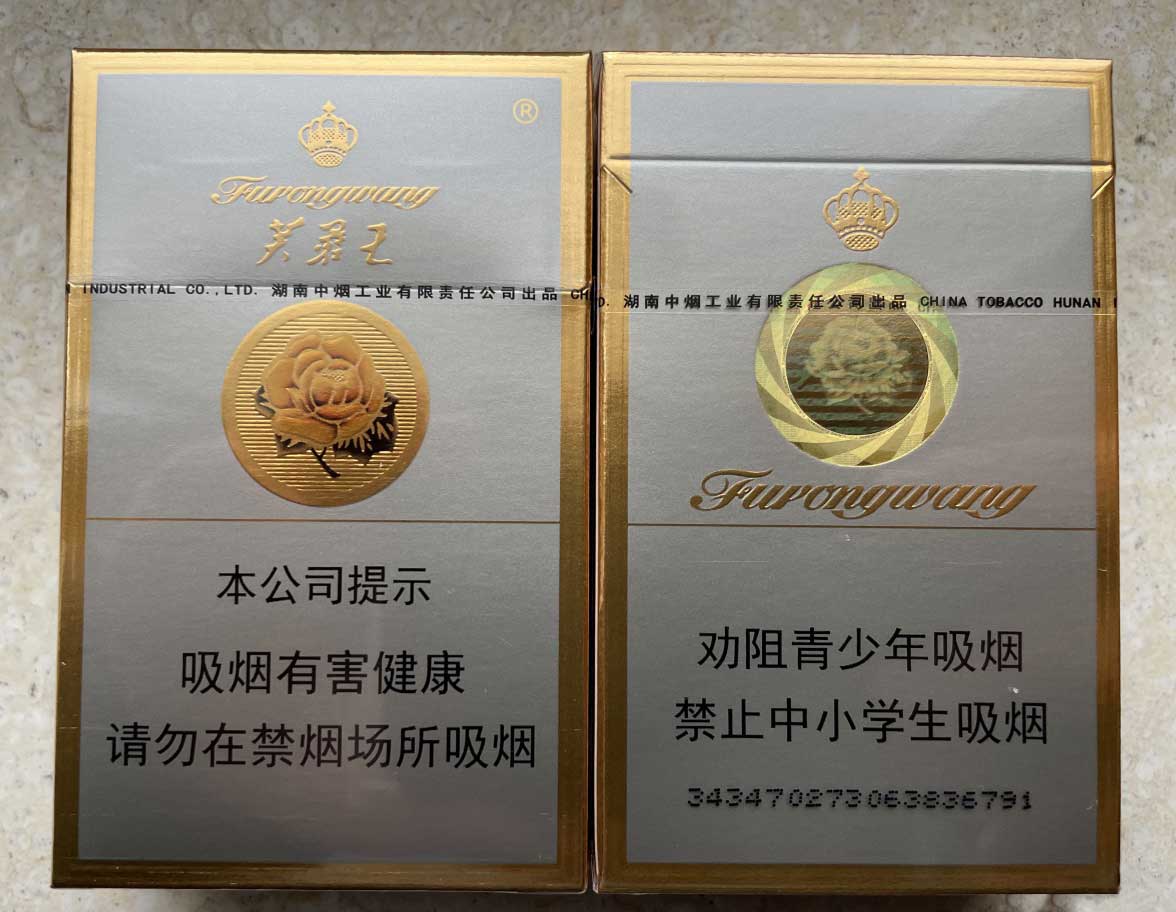 ®
Furongwang
芙蓉王
INDUSTRIAL CO.,LTD. 湖南中烟工业有限责任公司出品
本公司提示
吸烟有害健康
请勿在禁烟场所吸烟
湖南中烟工业有限责任公司出品 CHINA TOBACCO HUNAN
Furongwang
劝阻青少年吸烟
禁止中小学生吸烟
343470273063836791